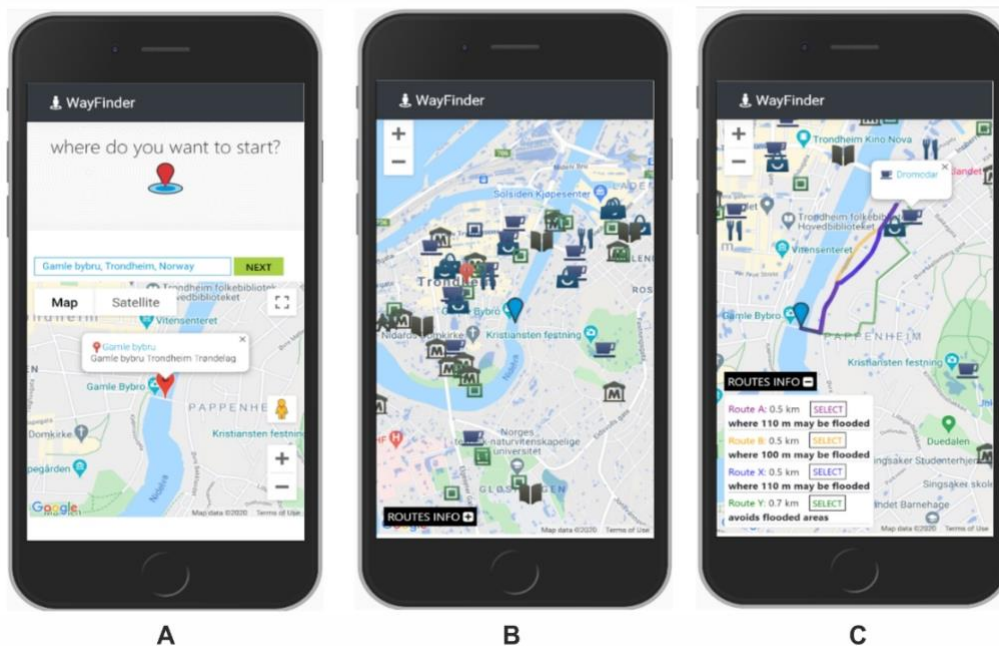 WayFinder
where do you want to start?
Gamle bybru, Trondheim, Norway NEXT
Map Satellite
hovedbiblioteket
Vitensenteret
Gamle bybru
Gamle bybru Trondheim Trøndelag
Gamle Bybro
PAPPENHEIM
Domkirke
Kristiansten festning
Nidelva
Google
Map data ©2020 Terms of Use
A
WayFinder
+
−
Solsiden Kjøpesenter
Gamle Bybro
Kristiansten festning
Nidaros Domkirke
Nidelva
Norges
teknisk-naturvitenskapelige
universitet
ROUTES INFO +
Map data ©2020 Terms of Use
B
WayFinder
+
−
Trondheim Kino Nova
Dromedar
Trondheim folkebibliotek
Hovedbiblioteket
Vitensenteret
Gamle Bybro
PAPPENHEIM
Kristiansten festning
ROUTES INFO −
Route A: 0.5 km SELECT
where 110 m may be flooded
Route B: 0.5 km SELECT
where 100 m may be flooded
Route X: 0.5 km SELECT
where 110 m may be flooded
Route Y: 0.7 km SELECT
avoids flooded areas
Duedalen
Singsaker Studenterhjem
Singsaker skole
Barnehage
Map data ©2020 Terms of Use
C